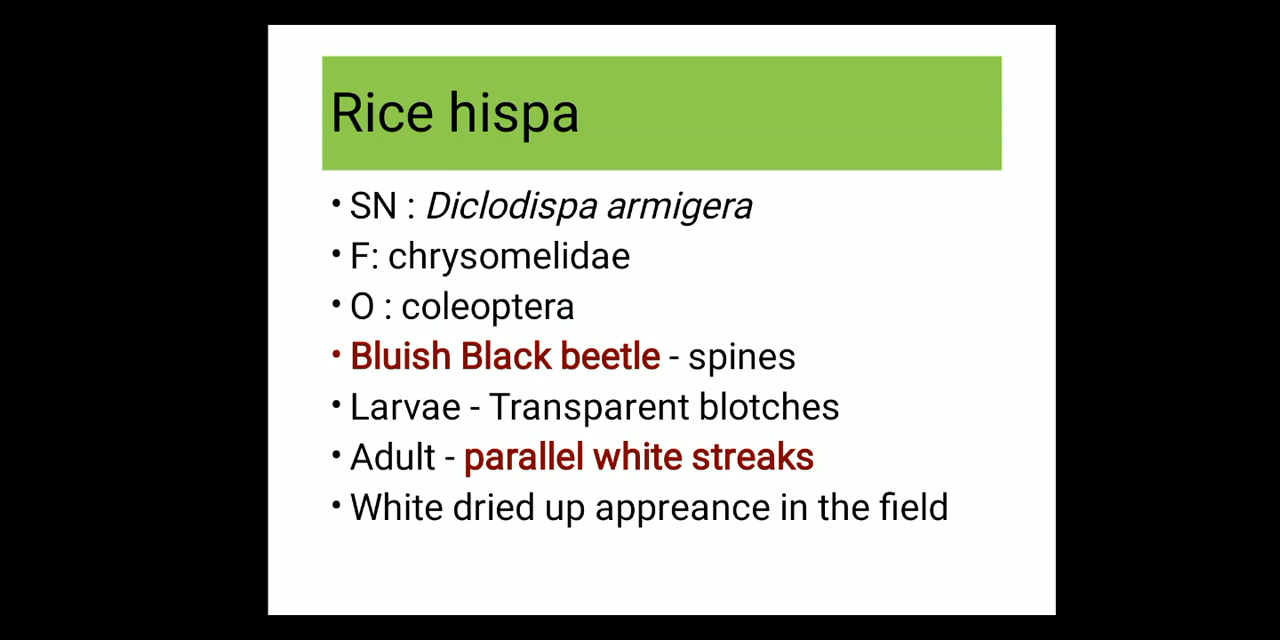 Rice hispa
• SN : Diclodispa armigera
• F: chrysomelidae
• O : coleoptera
• Bluish Black beetle - spines
• Larvae - Transparent blotches
• Adult - parallel white streaks
• White dried up appreance in the field